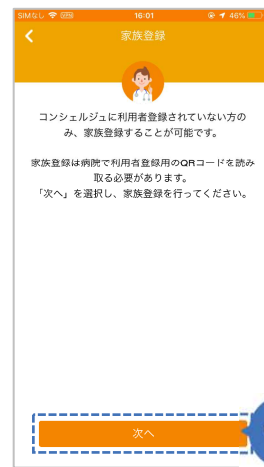 SIMなし 16:01 46%
家族登録
コンシェルジュに利用者登録されていない方の
み、家族登録することが可能です。
家族登録は病院で利用者登録用のQRコードを読み
取る必要があります。
「次へ」を選択し、家族登録を行ってください。
次へ